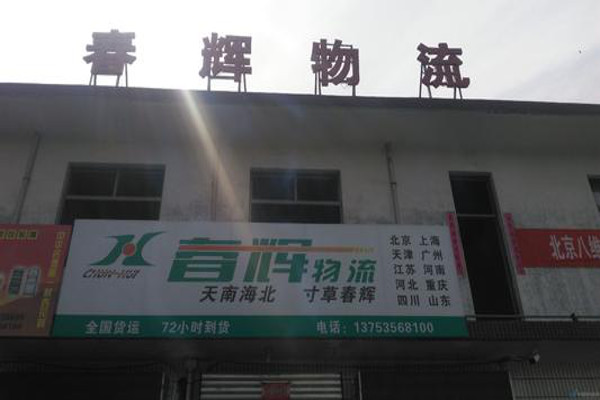 春辉物流
春辉物流
天南海北 寸草春辉
北京 上海
天津 广州
江苏 河南
河北 重庆
四川 山东
全国货运 72小时到货 电话：13753568100
北京八维